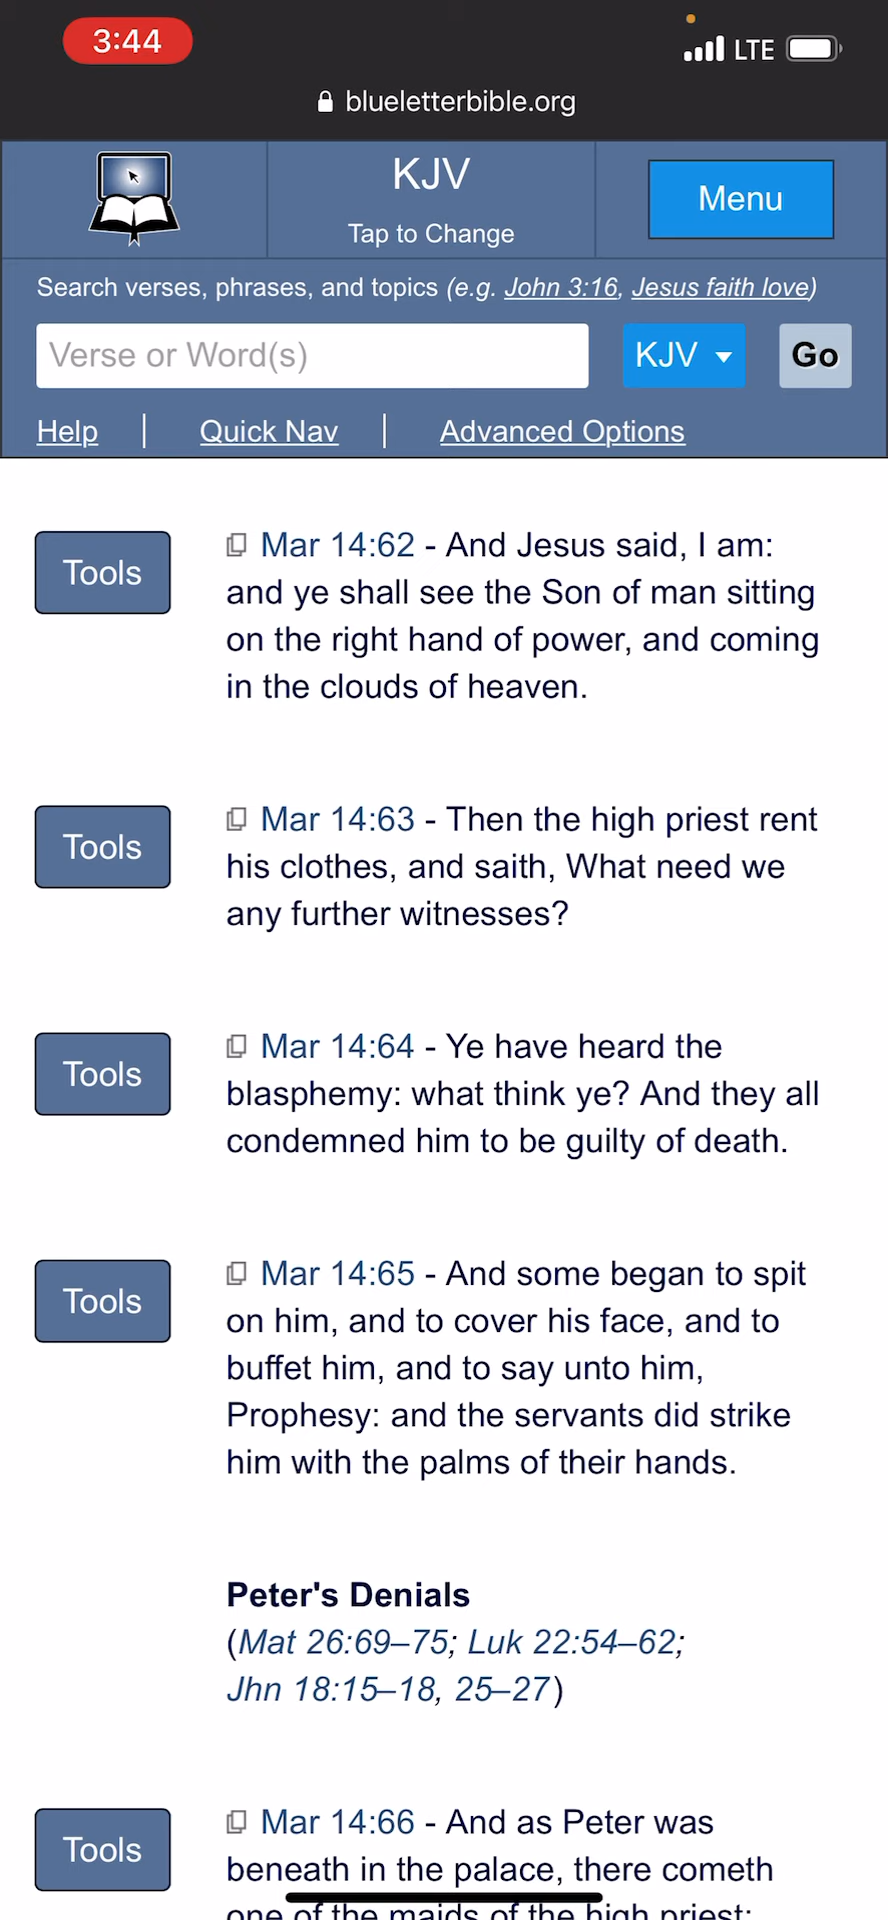 3:44
LTE
blueletterbible.org
KJV
Tap to Change
Menu
Search verses, phrases, and topics (e.g. John 3:16, Jesus faith love)
Verse or Word(s)
KJV
Go
Help | Quick Nav | Advanced Options
Tools
Mar 14:62 - And Jesus said, I am:
and ye shall see the Son of man sitting
on the right hand of power, and coming
in the clouds of heaven.
Tools
Mar 14:63 - Then the high priest rent
his clothes, and saith, What need we
any further witnesses?
Tools
Mar 14:64 - Ye have heard the
blasphemy: what think ye? And they all
condemned him to be guilty of death.
Tools
Mar 14:65 - And some began to spit
on him, and to cover his face, and to
buffet him, and to say unto him,
Prophesy: and the servants did strike
him with the palms of their hands.
Peter's Denials
(Mat 26:69–75; Luk 22:54–62;
Jhn 18:15–18, 25–27)
Tools
Mar 14:66 - And as Peter was
beneath in the palace, there cometh
one of the maids of the high priest: